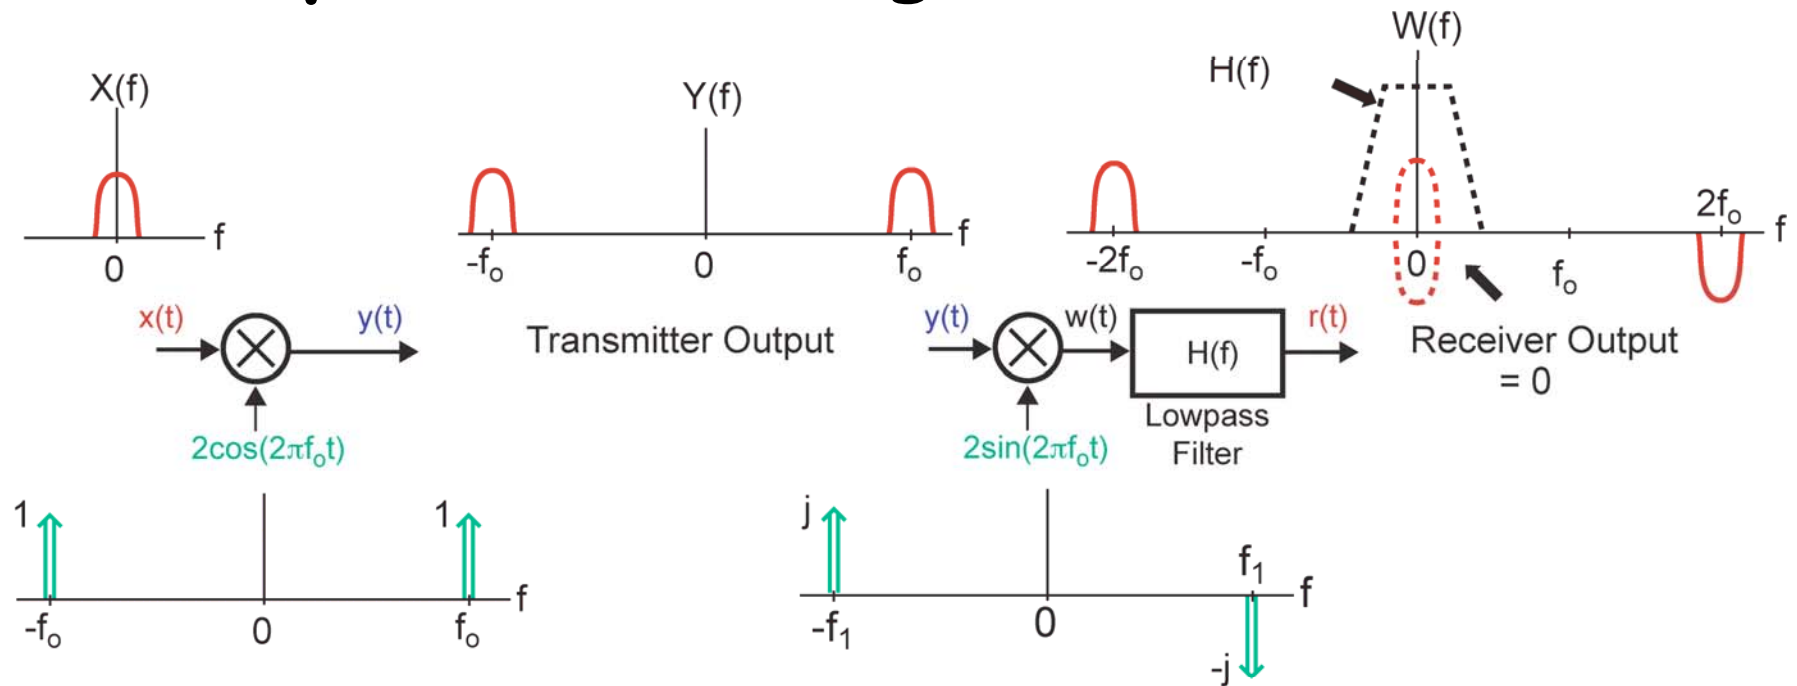 X(f)
f
0
Y(f)
f
-fo
0
fo
W(f)
H(f)
2fo
f
-2fo
-fo
0
fo
x(t)
y(t)
2cos(2πfot)
Transmitter Output
y(t)
w(t)
H(f)
r(t)
Lowpass
Filter
2sin(2πfot)
Receiver Output
= 0
1
1
f
-fo
0
fo
j
f1
f
-f1
0
-j